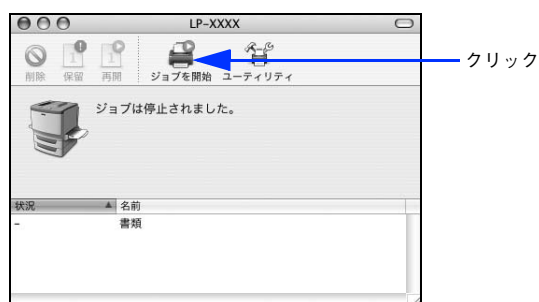 LP-XXXX
削除 保留 再開 ジョブを開始 ユーティリティ
クリック
ジョブは停止されました。
状況 名前
- 書類